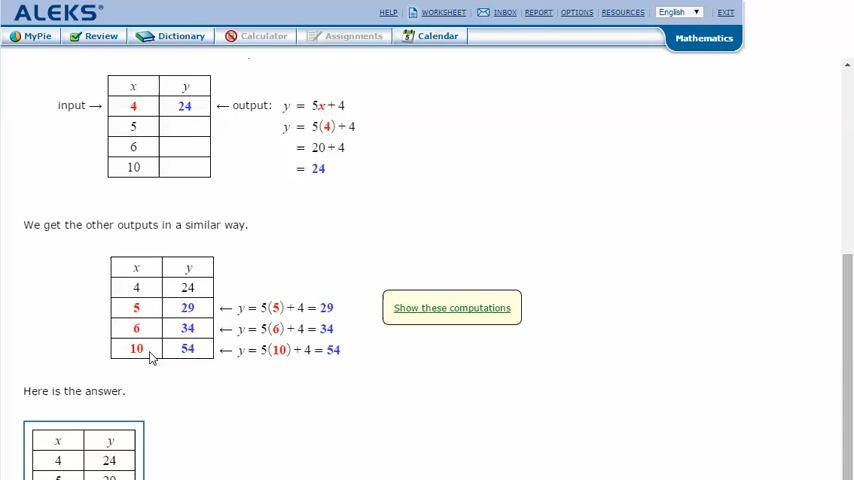 ALEKS®
HELP WORKSHEET INBOX REPORT OPTIONS RESOURCES English EXIT
MyPie Review Dictionary Calculator Assignments Calendar Mathematics
x y
input → 4 24 ← output: y = 5x + 4
5 y = 5(4) + 4
6 = 20 + 4
10 = 24
We get the other outputs in a similar way.
x y
4 24
5 29 ← y = 5(5) + 4 = 29 Show these computations
6 34 ← y = 5(6) + 4 = 34
10 54 ← y = 5(10) + 4 = 54
Here is the answer.
x y
4 24